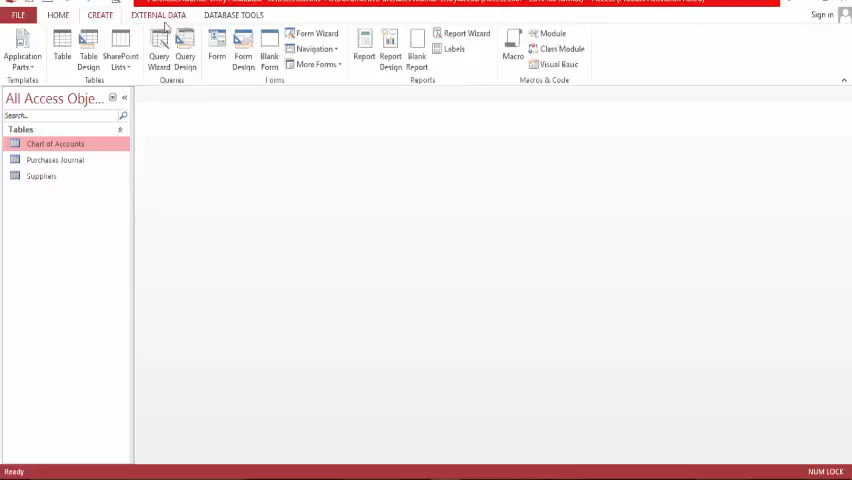 FILE HOME CREATE EXTERNAL DATA DATABASE TOOLS Sign in
Application Parts
Table
Table Design
SharePoint Lists
Query Wizard
Query Design
Form
Form Design
Blank Form
Form Wizard
Navigation
More Forms
Report
Report Design
Blank Report
Report Wizard
Labels
Macro
Module
Class Module
Visual Basic
Templates Tables Queries Forms Reports Macros & Code
All Access Obje...
Search...
Tables
Chart of Accounts
Purchases Journal
Suppliers
Ready NUM LOCK